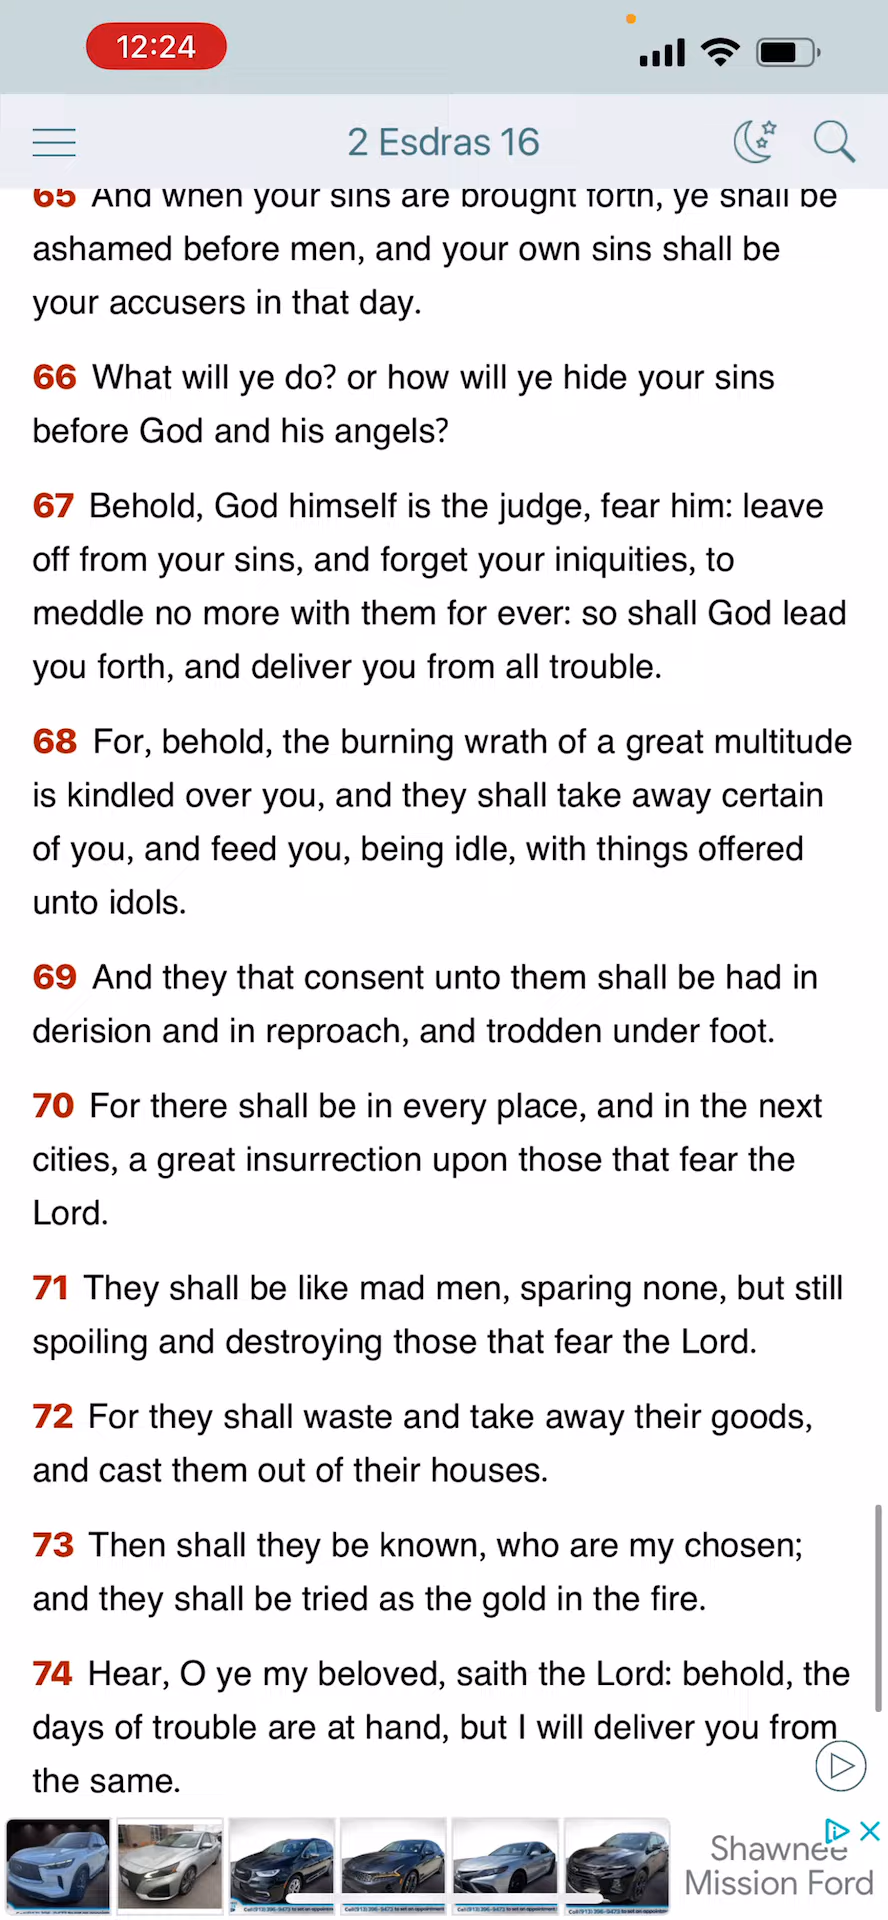 12:24
2 Esdras 16
65 And when your sins are brought forth, ye shall be
ashamed before men, and your own sins shall be
your accusers in that day.
66 What will ye do? or how will ye hide your sins
before God and his angels?
67 Behold, God himself is the judge, fear him: leave
off from your sins, and forget your iniquities, to
meddle no more with them for ever: so shall God lead
you forth, and deliver you from all trouble.
68 For, behold, the burning wrath of a great multitude
is kindled over you, and they shall take away certain
of you, and feed you, being idle, with things offered
unto idols.
69 And they that consent unto them shall be had in
derision and in reproach, and trodden under foot.
70 For there shall be in every place, and in the next
cities, a great insurrection upon those that fear the
Lord.
71 They shall be like mad men, sparing none, but still
spoiling and destroying those that fear the Lord.
72 For they shall waste and take away their goods,
and cast them out of their houses.
73 Then shall they be known, who are my chosen;
and they shall be tried as the gold in the fire.
74 Hear, O ye my beloved, saith the Lord: behold, the
days of trouble are at hand, but I will deliver you from
the same.
Shawnee
Mission Ford